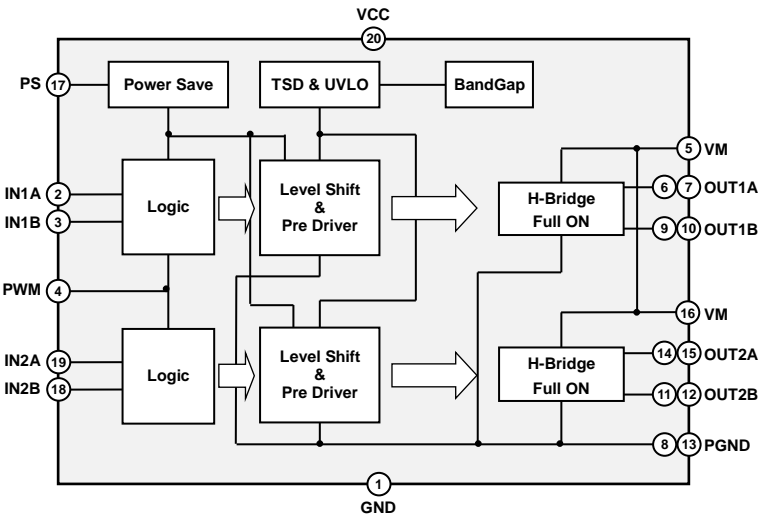 VCC
20
PS 17 Power Save TSD & UVLO BandGap
5 VM
IN1A 2 6 7 OUT1A
IN1B 3 Logic Level Shift & Pre Driver H-Bridge Full ON
9 10 OUT1B
PWM 4
16 VM
IN2A 19 14 15 OUT2A
IN2B 18 Logic Level Shift & Pre Driver H-Bridge Full ON
11 12 OUT2B
8 13 PGND
1
GND